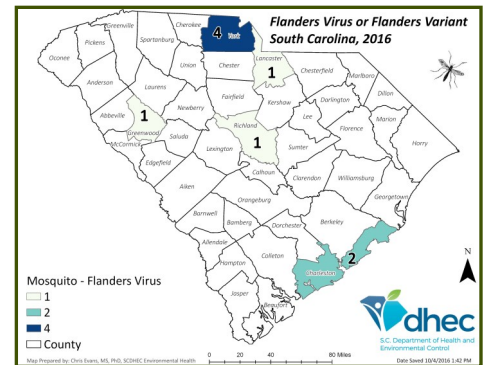 Flanders Virus or Flanders Variant
South Carolina, 2016
Greenville
Cherokee
4
York
Pickens
Spartanburg
Oconee
Union
Chester
Lancaster
1
Chesterfield
Marlboro
Anderson
Laurens
Fairfield
Kershaw
Darlington
Dillon
Newberry
Abbeville
1
Greenwood
Lee
Marion
Richland
1
Florence
Saluda
McCormick
Lexington
Sumter
Horry
Edgefield
Calhoun
Clarendon
Williamsburg
Aiken
Orangeburg
Georgetown
Barnwell
Bamberg
Dorchester
Berkeley
Allendale
Colleton
2
Hampton
Charleston
Jasper
Beaufort
N
Mosquito - Flanders Virus
1
2
4
County
dhec
S.C. Department of Health and
Environmental Control
0 20 40 80 Miles
Map Prepared by: Chris Evans, MS, PhD, SCDHEC Environmental Health
Date Saved 10/4/2016 1:42 PM